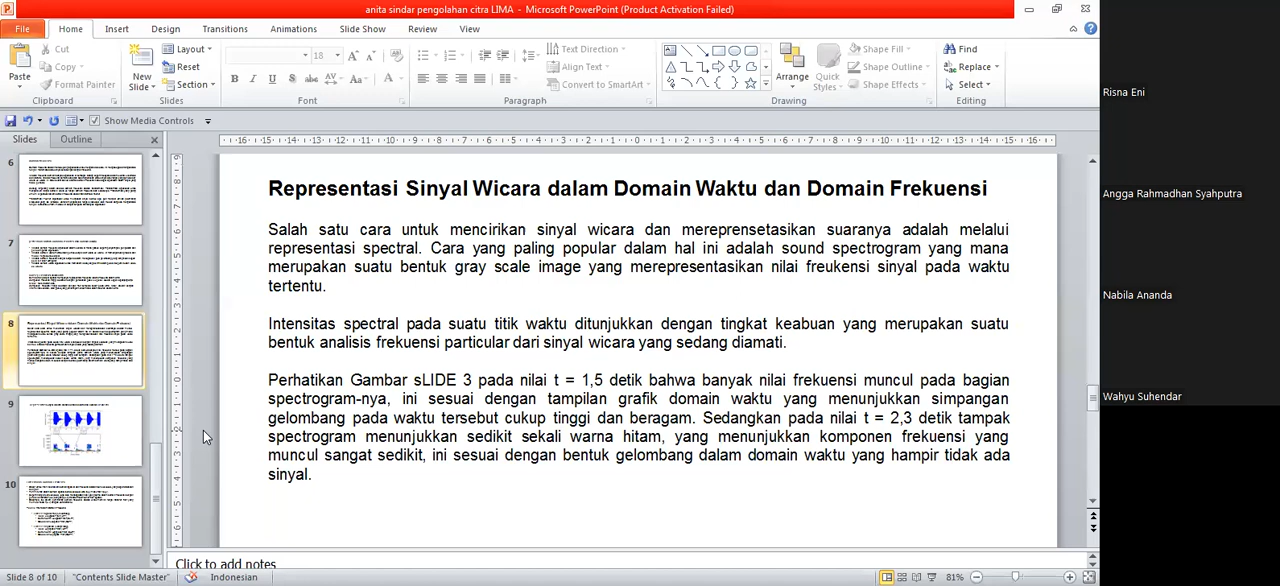 anita sindar pengolahan citra LIMA - Microsoft PowerPoint (Product Activation Failed)
File Home Insert Design Transitions Animations Slide Show Review View
Paste
Cut
Copy
Format Painter
Clipboard
New
Slide
Layout
Reset
Section
Slides
18
Font
Text Direction
Align Text
Convert to SmartArt
Paragraph
Arrange
Quick
Styles
Shape Fill
Shape Outline
Shape Effects
Drawing
Find
Replace
Select
Editing
Show Media Controls
Slides Outline
6
7
8
9
10
Representasi Sinyal Wicara dalam Domain Waktu dan Domain Frekuensi
Salah satu cara untuk mencirikan sinyal wicara dan mereprensetasikan suaranya adalah melalui
representasi spectral. Cara yang paling popular dalam hal ini adalah sound spectrogram yang mana
merupakan suatu bentuk gray scale image yang merepresentasikan nilai freukensi sinyal pada waktu
tertentu.
Intensitas spectral pada suatu titik waktu ditunjukkan dengan tingkat keabuan yang merupakan suatu
bentuk analisis frekuensi particular dari sinyal wicara yang sedang diamati.
Perhatikan Gambar sLIDE 3 pada nilai t = 1,5 detik bahwa banyak nilai frekuensi muncul pada bagian
spectrogram-nya, ini sesuai dengan tampilan grafik domain waktu yang menunjukkan simpangan
gelombang pada waktu tersebut cukup tinggi dan beragam. Sedangkan pada nilai t = 2,3 detik tampak
spectrogram menunjukkan sedikit sekali warna hitam, yang menunjukkan komponen frekuensi yang
muncul sangat sedikit, ini sesuai dengan bentuk gelombang dalam domain waktu yang hampir tidak ada
sinyal.
Click to add notes
Slide 8 of 10 "Contents Slide Master" Indonesian 81%
Risna Eni
Angga Rahmadhan Syahputra
Nabila Ananda
Wahyu Suhendar